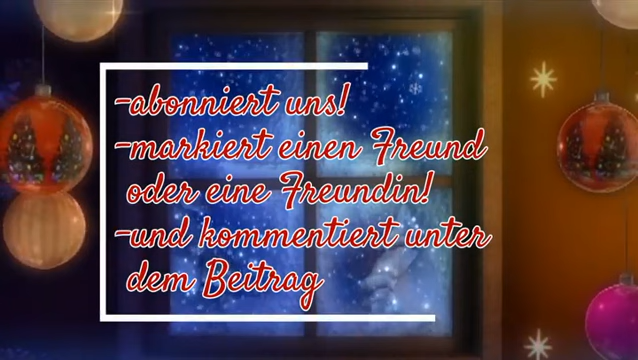 -abonniert uns!
-markiert einen Freund
oder eine Freundin!
-und kommentiert unter
dem Beitrag